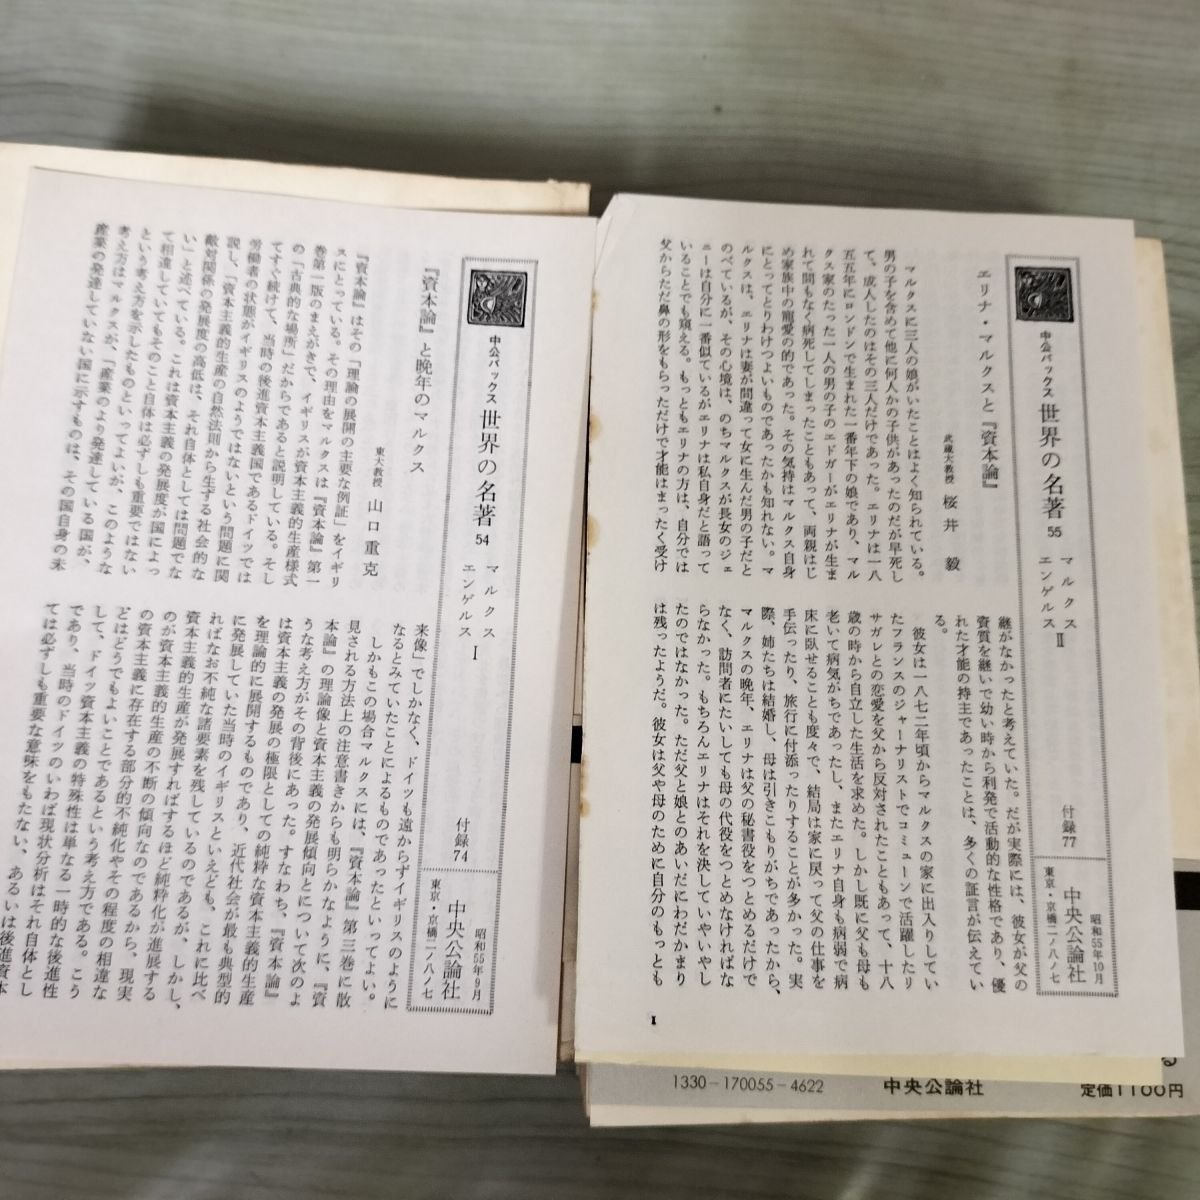 中公バックス 世界の名著 55 マルクス エンゲルス Ⅱ
付録77
昭和55年10月
中央公論社
東京・京橋二ノ八ノ七
エリナ・マルクスと『資本論』
武蔵大教授 桜井 毅
マルクスに三人の娘がいたことはよく知られている。
男の子を含めて他に何人かの子供があったのだが早死し
て、成人したのはその三人だけであった。エリナは一八
五五年にロンドンで生まれた一番年下の娘であり、マル
クス家のたった一人の男の子のエドガーがエリナが生ま
れて間もなく病死してしまったこともあって、両親はじ
め家族中の寵愛の的であった。その気持はマルクス自身
にとってとりわけつよいものであったかも知れない。マ
ルクスは、エリナは妻が間違って女に生んだ男の子だと
のべているが、その心境は、のちマルクスが長女のジェ
ニーは自分に一番似ているがエリナは私自身だと語って
いることでも窺える。もっともエリナの方は、自分では
父からただ鼻の形をもらっただけで才能はまったく受け
継がなかったと考えていた。だが実際には、彼女が父の
資質を継いで幼い時から利発で活動的な性格であり、優
れた才能の持主であったことは、多くの証言が伝えてい
る。
彼女は一八七二年頃からマルクスの家に出入りしてい
たフランスのジャーナリストでコミューンで活躍したリ
サガレとの恋愛を父から反対されたこともあって、十八
歳の時から自立した生活を求めた。しかし既に父も母も
老いて病気がちであったし、またエリナ自身も病弱で病
床に臥せることも度々で、結局は家に戻って父の仕事を
手伝ったり、旅行に付添ったりすることが多かった。実
際、姉たちは結婚し、母は引きこもりがちであったから、
マルクスの晩年、エリナは父の秘書役をつとめるだけで
なく、訪問者にたいしても母の代役をつとめなければな
らなかった。もちろんエリナはそれを決していやいやし
たのではなかった。ただ父と娘とのあいだにわだかまり
は残ったようだ。彼女は父や母のために自分のもっとも
1
中公バックス 世界の名著 54 マルクス エンゲルス Ⅰ
付録74
昭和55年9月
中央公論社
東京・京橋二ノ八ノ七
『資本論』と晩年のマルクス
東大教授 山口重克
『資本論』はその「理論の展開の主要な例証」をイギリ
スにとっている。その理由をマルクスは『資本論』第一
巻第一版のまえがきで、イギリスが資本主義的生産様式
の「古典的な場所」だからであると説明している。そし
てすぐ続けて、当時の後進資本主義国であるドイツでは
労働者の状態がイギリスのようではないという問題に関
説し、「資本主義的生産の自然法則から生ずる社会的な
敵対関係の発展度の高低は、それ自体としては問題でな
い」と述べている。これは資本主義の発展度が国によっ
て相違していてもそのこと自体は必ずしも重要ではない
という考え方を示したものといってよいが、このような
考え方はマルクスが、「産業のより発達している国が、
産業の発達していない国に示すものは、その国自身の未
来像」でしかなく、ドイツも遠からずイギリスのように
なるとみていたことによるものであったといってよい。
しかもこの場合マルクスには、『資本論』第三巻に散
見される方法上の注意書きからも明らかなように、『資
本論』の理論像と資本主義の発展傾向とについて次のよ
うな考え方がその背後にあった。すなわち、『資本論』
は資本主義の発展の極限としての純粋な資本主義的生産
を理論的に展開するものであり、近代社会が最も典型的
に発展していた当時のイギリスといえども、これに比べ
ればなお不純な諸要素を残しているのであるが、しかし、
資本主義的生産が発展すればするほど純粋化が進展する
のが資本主義的生産の不断の傾向なのであるから、現実
の資本主義に存在する部分的不純化やその程度の相違な
どはどうでもよいことであるという考え方である。こう
して、ドイツ資本主義の特殊性は単なる一時的な後進性
であり、当時のドイツのいわば現状分析はそれ自体とし
ては必ずしも重要な意味をもたない、あるいは後進資本
1330-170055-4622
中央公論社
定価1100円